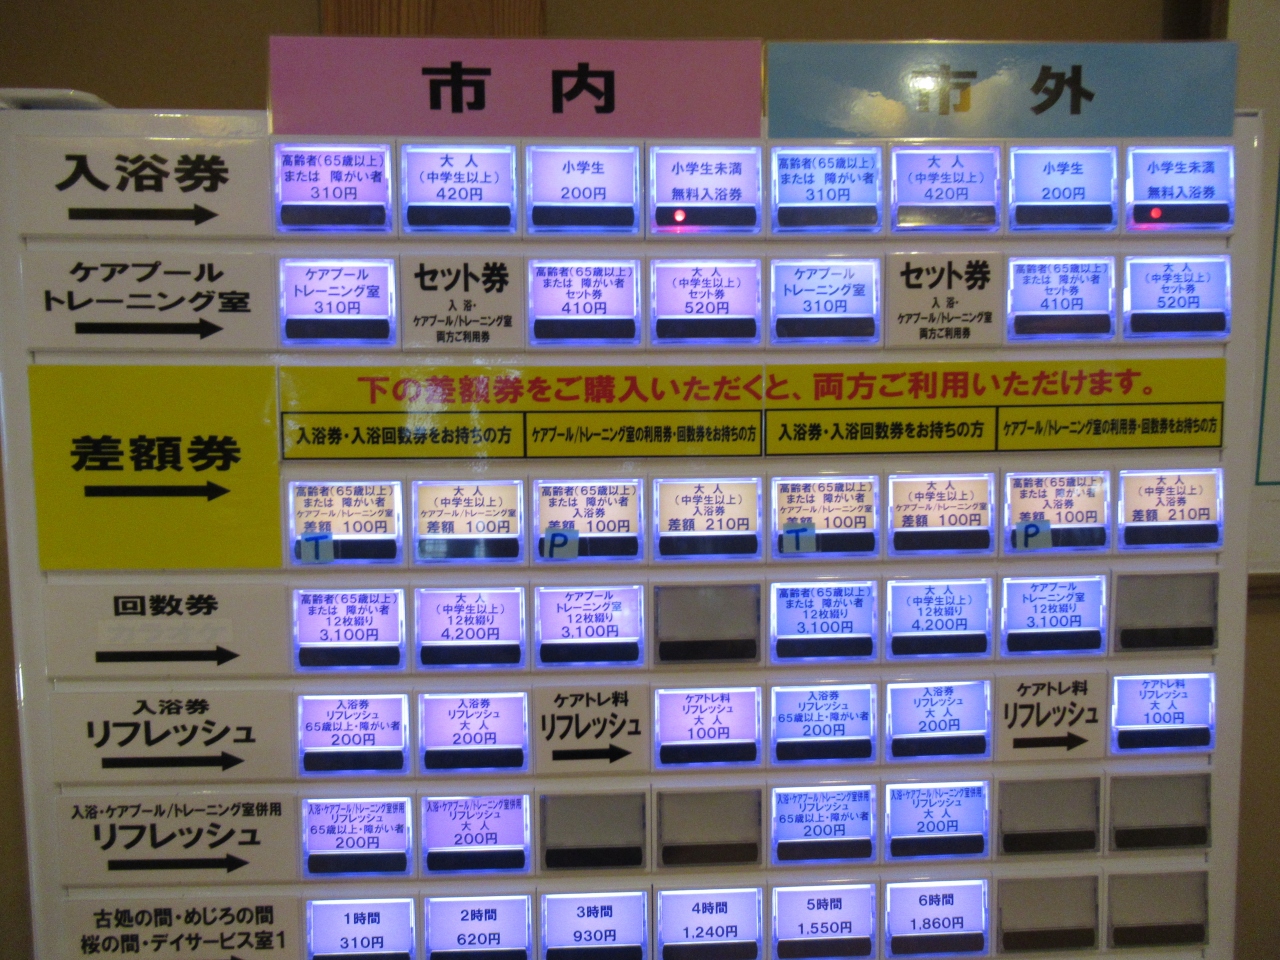 市内
市外
入浴券
高齢者(65歳以上)
または 障がい者
310円
大人
(中学生以上)
420円
小学生
200円
小学生未満
無料入浴券
高齢者(65歳以上)
または 障がい者
310円
大人
(中学生以上)
420円
小学生
200円
小学生未満
無料入浴券
ケアプール
トレーニング室
ケアプール
トレーニング室
310円
セット券
入浴・
ケアプール/トレーニング室
両方ご利用券
高齢者(65歳以上)
または 障がい者
セット券
410円
大人
(中学生以上)
セット券
520円
ケアプール
トレーニング室
310円
セット券
入浴・
ケアプール/トレーニング室
両方ご利用券
高齢者(65歳以上)
または 障がい者
セット券
410円
大人
(中学生以上)
セット券
520円
差額券
下の差額券をご購入いただくと、両方ご利用いただけます。
入浴券・入浴回数券をお持ちの方
ケアプール/トレーニング室の利用券・回数券をお持ちの方
入浴券・入浴回数券をお持ちの方
ケアプール/トレーニング室の利用券・回数券をお持ちの方
高齢者(65歳以上)
または 障がい者
ケアプール/トレーニング室
差額 100円
T
大人
(中学生以上)
ケアプール/トレーニング室
差額 100円
高齢者(65歳以上)
または 障がい者
入浴券
差額 100円
P
大人
(中学生以上)
入浴券
差額 210円
高齢者(65歳以上)
または 障がい者
ケアプール/トレーニング室
差額 100円
T
大人
(中学生以上)
ケアプール/トレーニング室
差額 100円
高齢者(65歳以上)
または 障がい者
入浴券
差額 100円
P
大人
(中学生以上)
入浴券
差額 210円
回数券
高齢者(65歳以上)
または 障がい者
12枚綴り
3,100円
大人
(中学生以上)
12枚綴り
4,200円
ケアプール
トレーニング室
12枚綴り
3,100円
高齢者(65歳以上)
または 障がい者
12枚綴り
3,100円
大人
(中学生以上)
12枚綴り
4,200円
ケアプール
トレーニング室
12枚綴り
3,100円
入浴券
リフレッシュ
入浴券
リフレッシュ
65歳以上・障がい者
200円
入浴券
リフレッシュ
大人
200円
ケアトレ料
リフレッシュ
ケアトレ料
リフレッシュ
大人
100円
入浴券
リフレッシュ
65歳以上・障がい者
200円
入浴券
リフレッシュ
大人
200円
ケアトレ料
リフレッシュ
ケアトレ料
リフレッシュ
大人
100円
入浴・ケアプール/トレーニング室併用
リフレッシュ
入浴・ケアプール/トレーニング室併用
リフレッシュ
65歳以上・障がい者
200円
入浴・ケアプール/トレーニング室併用
リフレッシュ
大人
200円
入浴・ケアプール/トレーニング室併用
リフレッシュ
65歳以上・障がい者
200円
入浴・ケアプール/トレーニング室併用
リフレッシュ
大人
200円
古処の間・めじろの間
桜の間・デイサービス室1
1時間
310円
2時間
620円
3時間
930円
4時間
1,240円
5時間
1,550円
6時間
1,860円